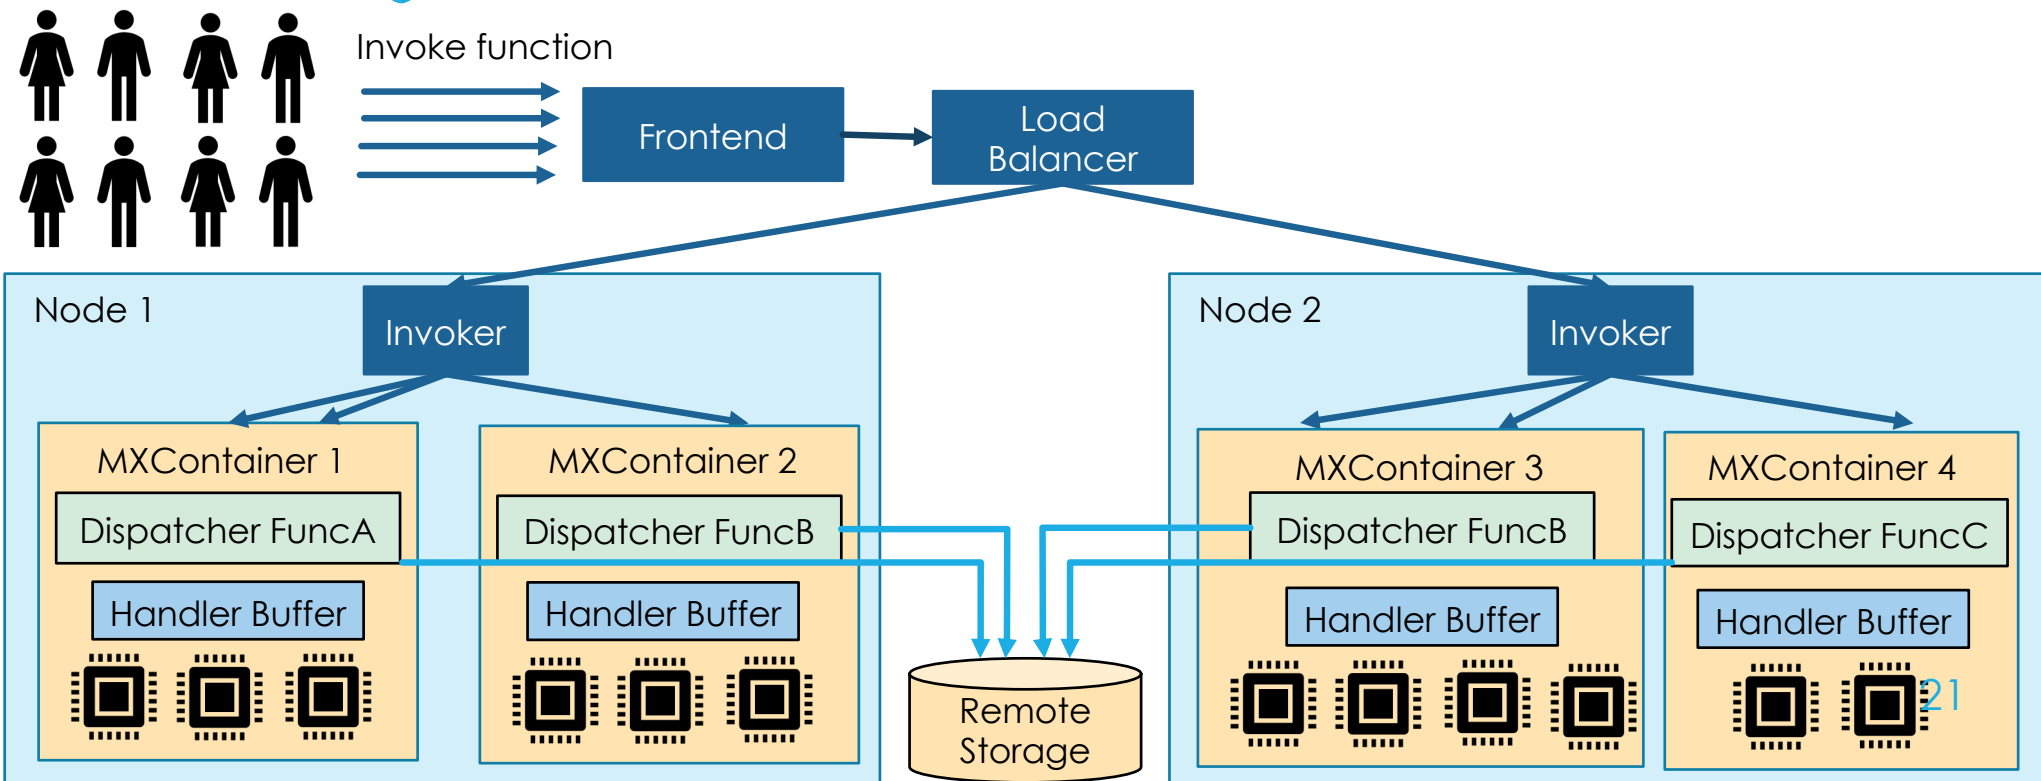 Invoke function
Frontend
Load
Balancer
Node 1
Invoker
Node 2
Invoker
MXContainer 1
MXContainer 2
MXContainer 3
MXContainer 4
Dispatcher FuncA
Dispatcher FuncB
Dispatcher FuncB
Dispatcher FuncC
Handler Buffer
Handler Buffer
Handler Buffer
Handler Buffer
Remote
Storage
21